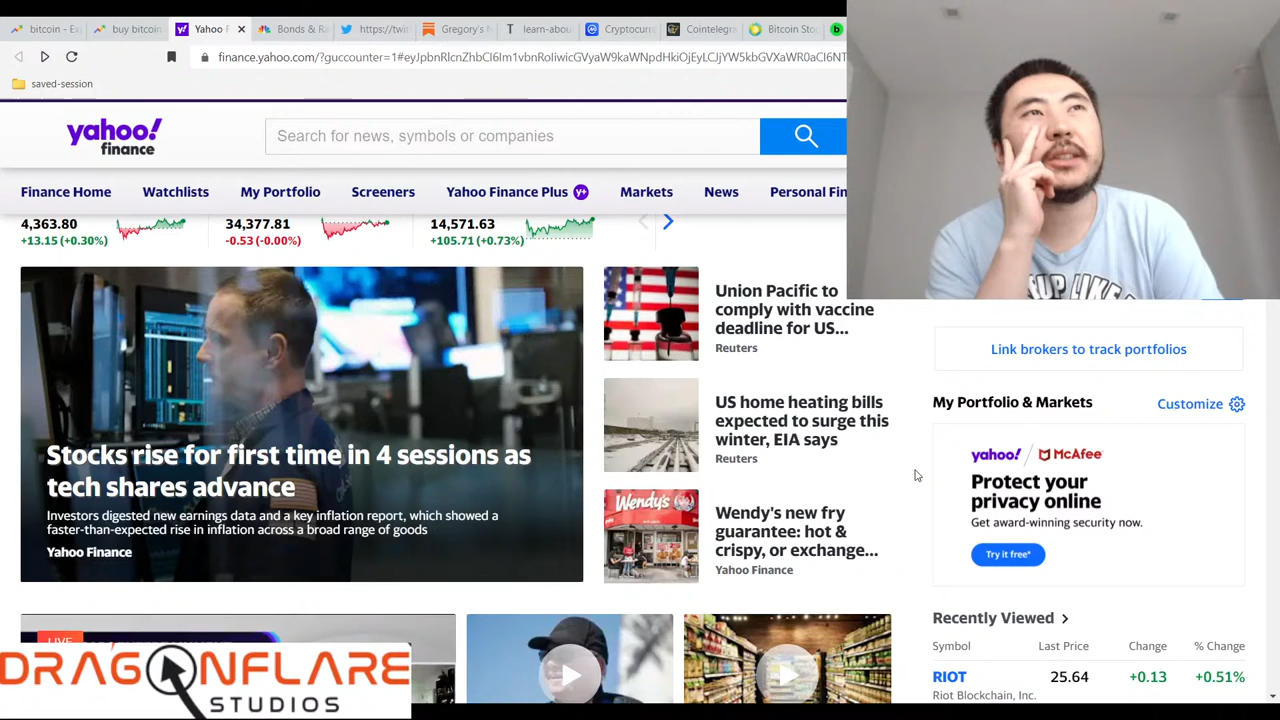 bitcoin - Ex
buy bitcoin
Yahoo F
Bonds & Ra
https://twi
Gregory's
learn-abou
Cryptocurr
Cointelegra
Bitcoin Sto
finance.yahoo.com/?guccounter=1#eyJpbnRlcnZhbCI6Im1vbnRoIiwicGVyaW9kaWNpdHkiOjEyLCJjYW5kbGVXaWR0aCI6NT
saved-session
yahoo!
finance
Search for news, symbols or companies
Finance Home
Watchlists
My Portfolio
Screeners
Yahoo Finance Plus
Markets
News
Personal Fin
4,363.80
+13.15 (+0.30%)
34,377.81
-0.53 (-0.00%)
14,571.63
+105.71 (+0.73%)
Stocks rise for first time in 4 sessions as
tech shares advance
Investors digested new earnings data and a key inflation report, which showed a
faster-than-expected rise in inflation across a broad range of goods
Yahoo Finance
Union Pacific to
comply with vaccine
deadline for US...
Reuters
US home heating bills
expected to surge this
winter, EIA says
Reuters
Wendy's
Wendy's new fry
guarantee: hot &
crispy, or exchange...
Yahoo Finance
Link brokers to track portfolios
My Portfolio & Markets
Customize
yahoo! / McAfee
Protect your
privacy online
Get award-winning security now.
Try it free*
Recently Viewed
Symbol Last Price Change % Change
RIOT 25.64 +0.13 +0.51%
Riot Blockchain, Inc.
LIVE
DRAGONFLARE
STUDIOS